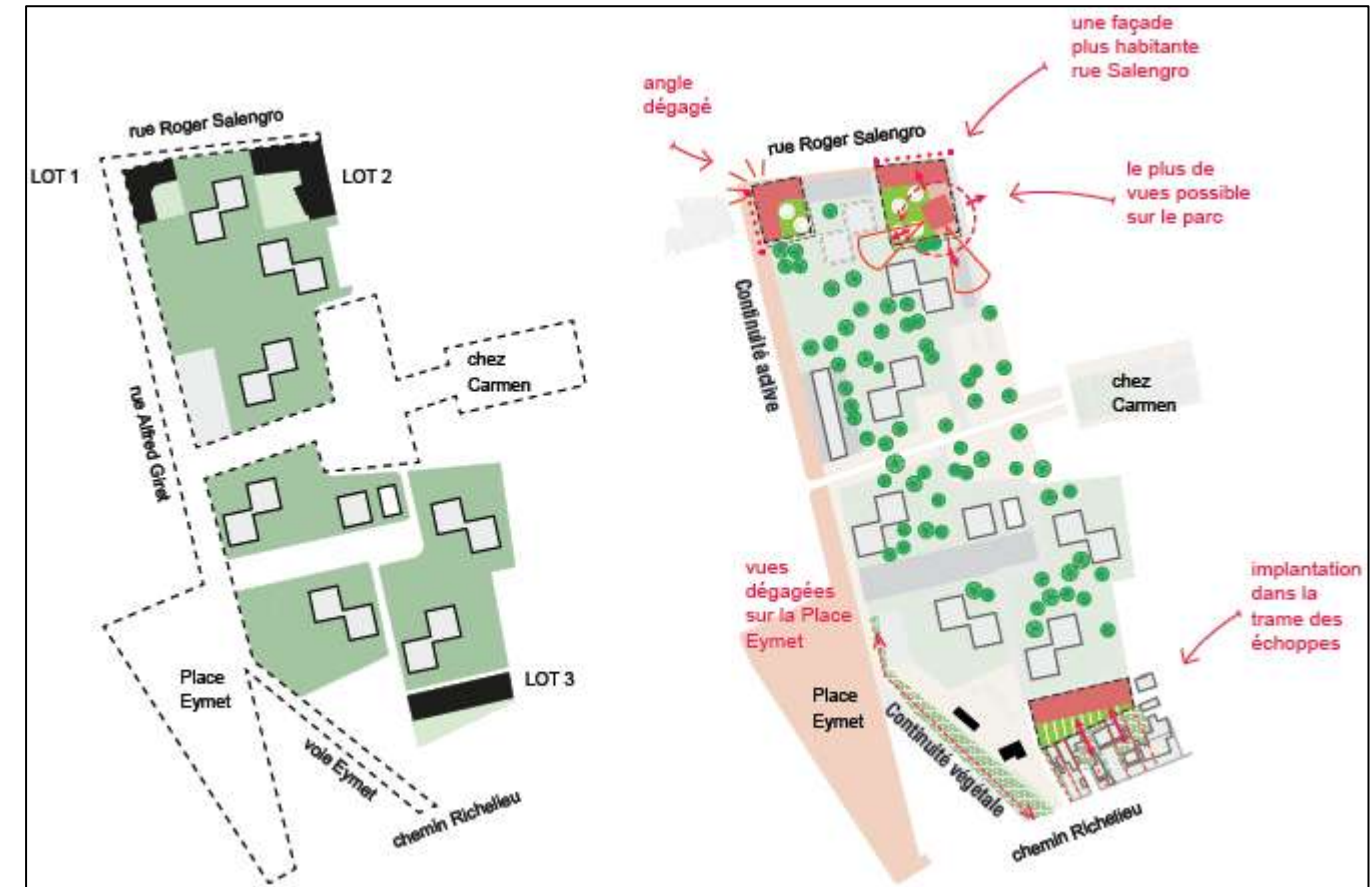 rue Roger Salengro
LOT 1
LOT 2
chez
Carmen
rue Alfred Giret
LOT 3
Place
Eymet
voie Eymet
chemin Richelieu
une façade
plus habitante
rue Salengro
angle
dégagé
rue Roger Salengro
le plus de
vues possible
sur le parc
Continuité active
chez
Carmen
vues
dégagées
sur la Place
Eymet
implantation
dans la
trame des
échoppes
Place
Eymet
Continuité végétale
chemin Richelieu